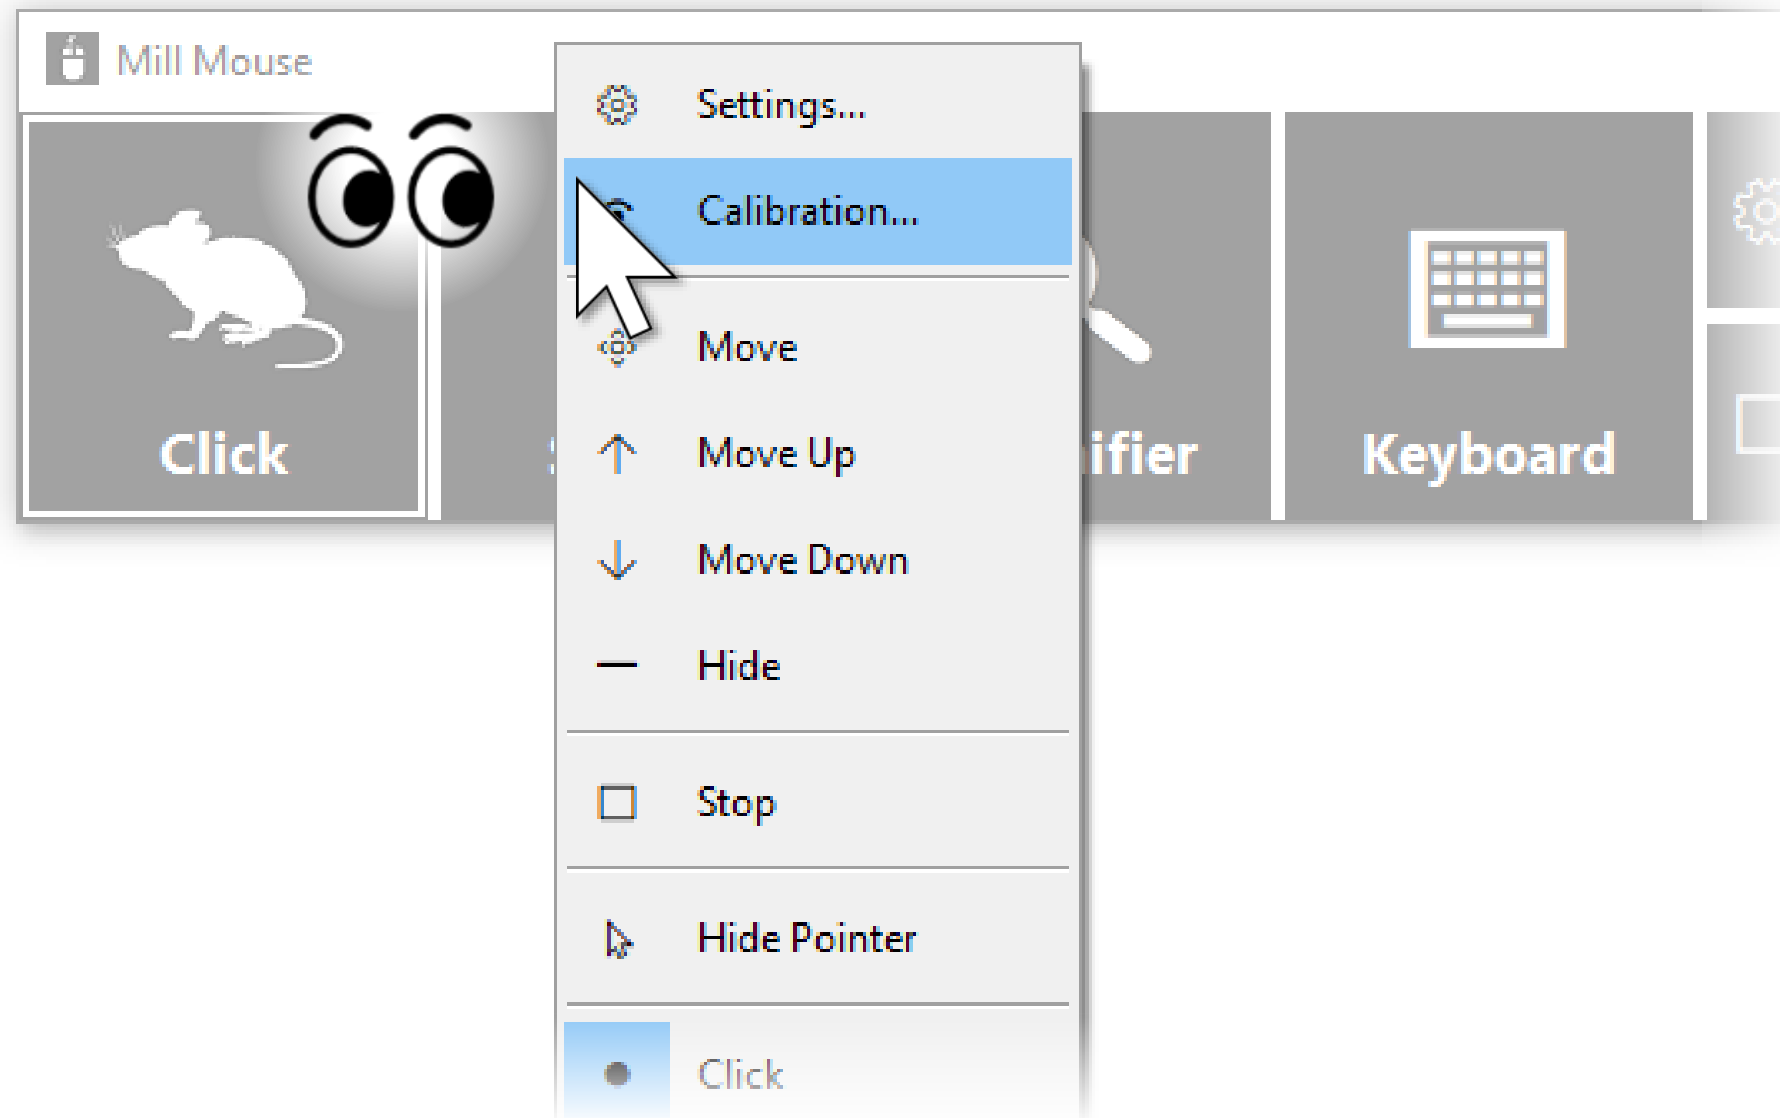 Mill Mouse
Settings...
Calibration...
Move
Move Up
Move Down
Hide
Stop
Hide Pointer
Click
Click
ifier
Keyboard